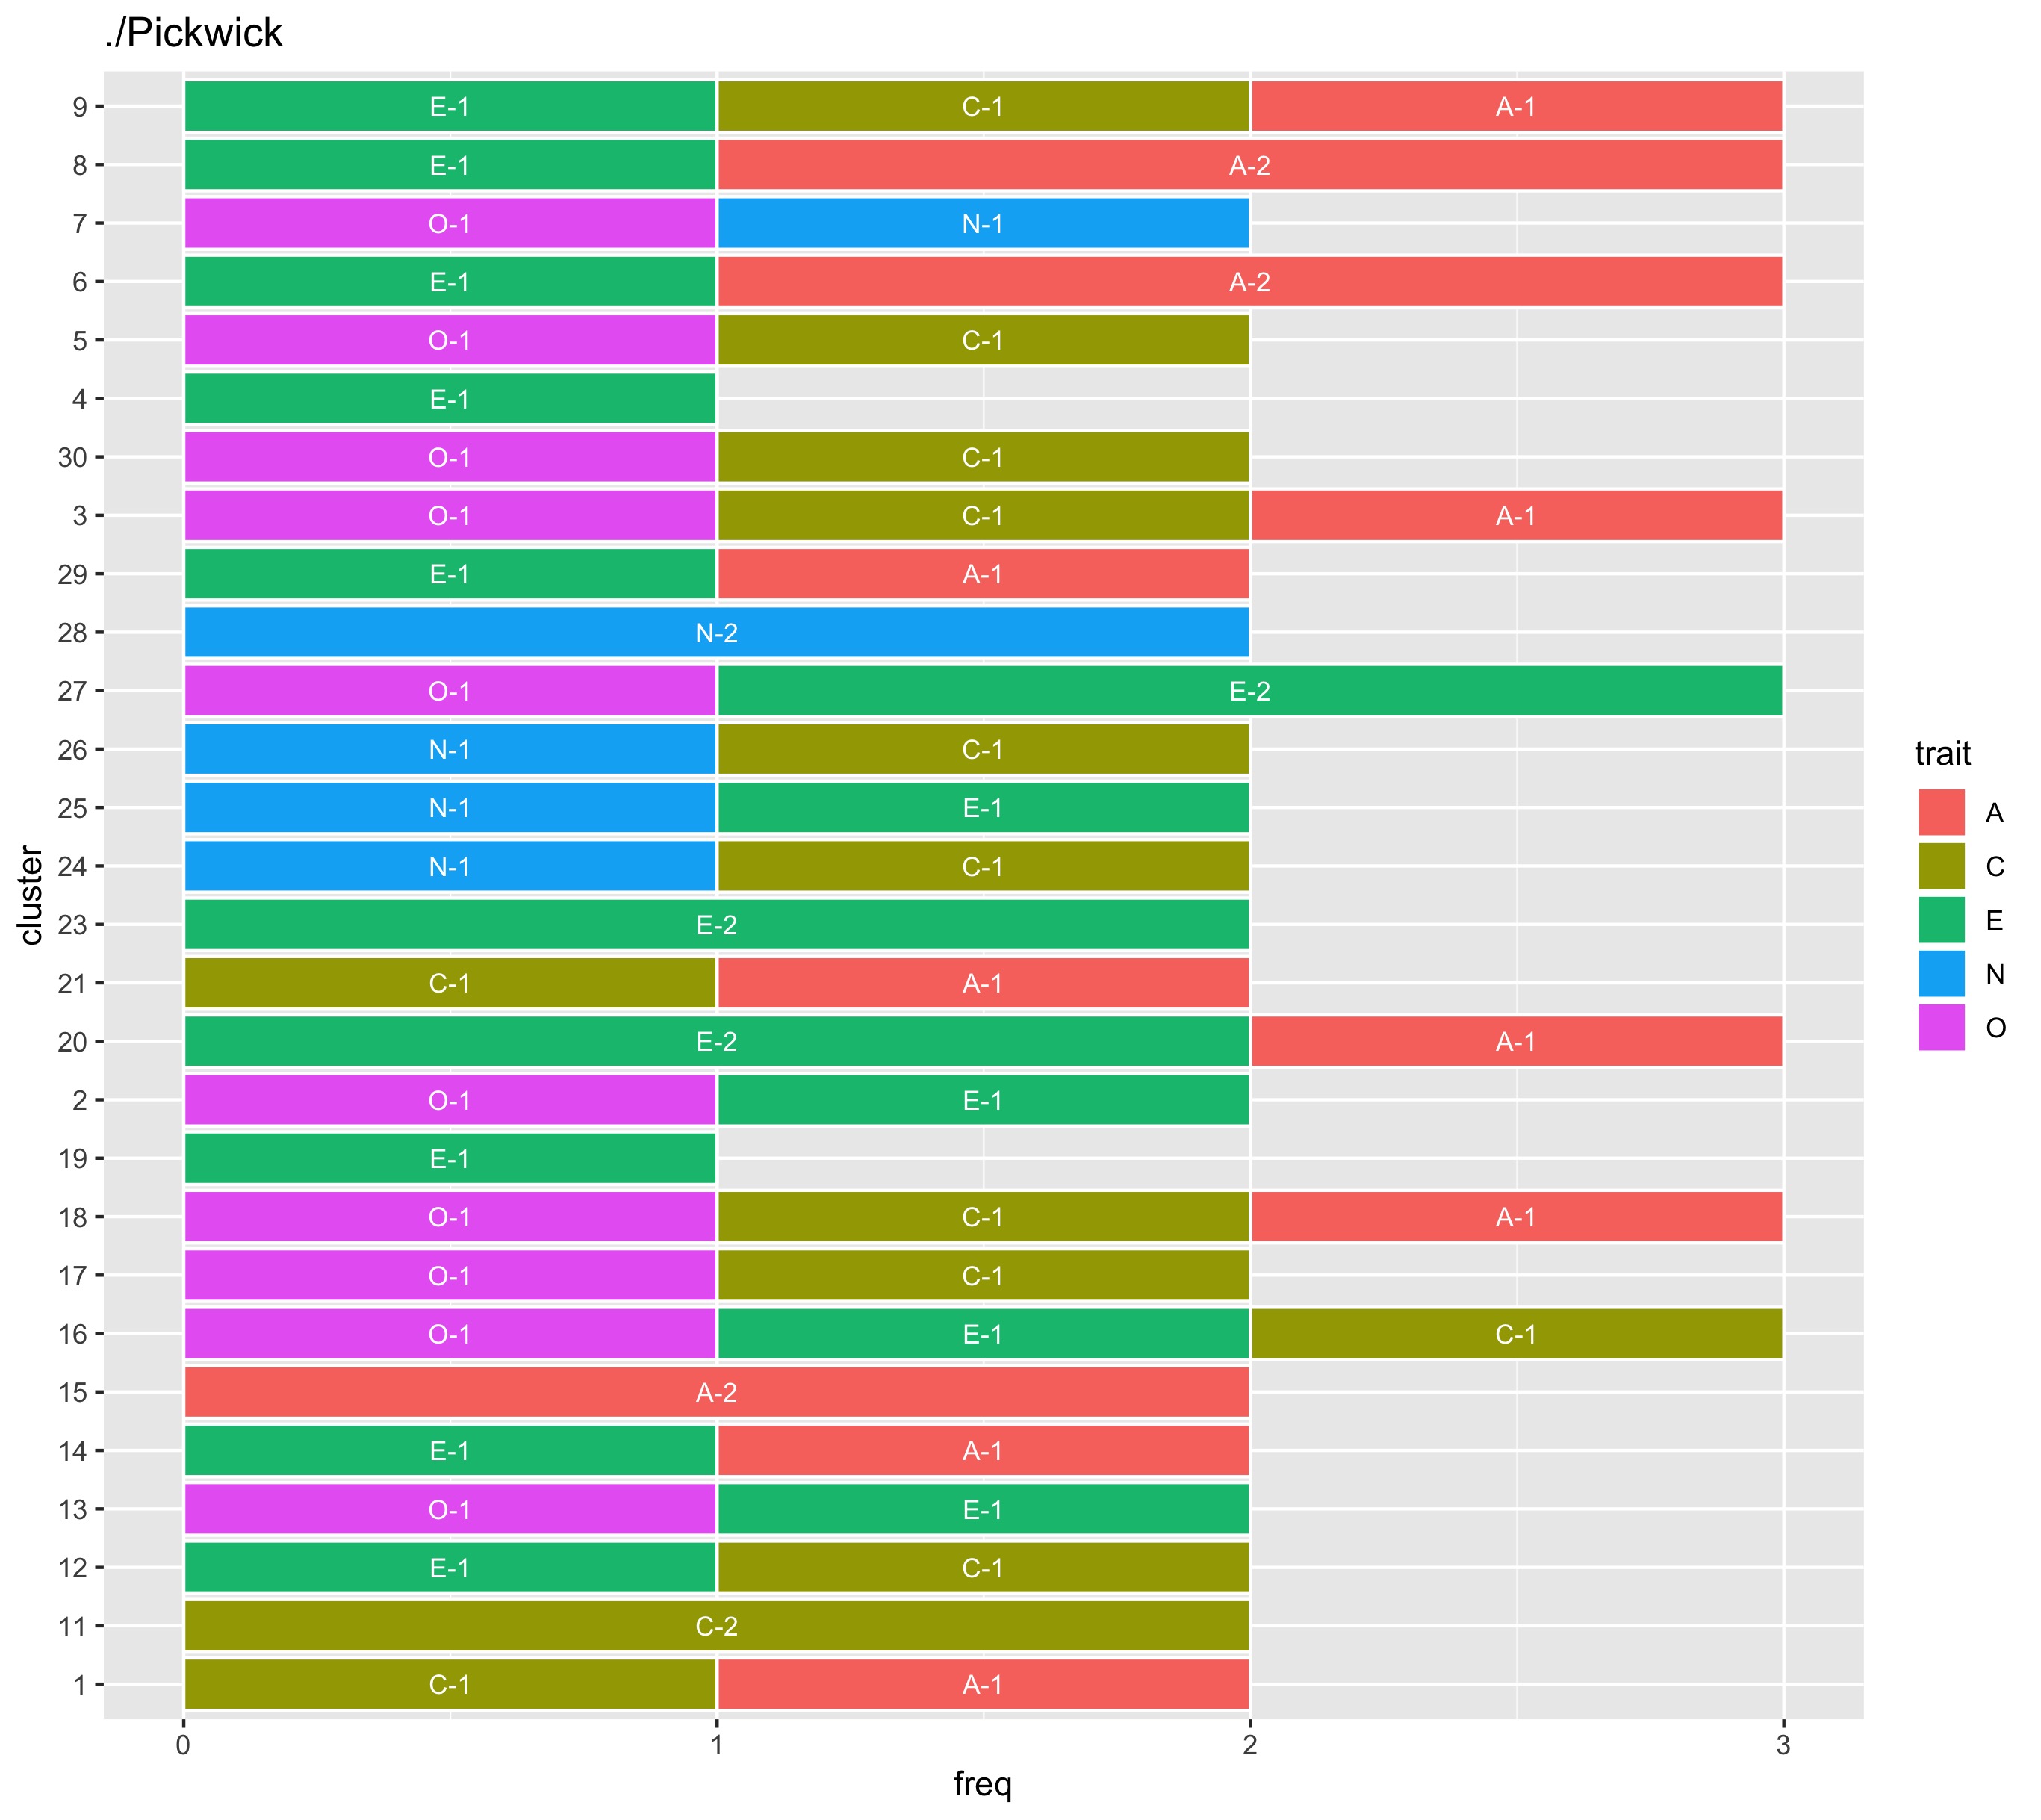 ./Pickwick
9 E-1 C-1 A-1
8 E-1 A-2
7 O-1 N-1
6 E-1 A-2
5 O-1 C-1
4 E-1
30 O-1 C-1
3 O-1 C-1 A-1
29 E-1 A-1
28 N-2
27 O-1 E-2
26 N-1 C-1
25 N-1 E-1
24 N-1 C-1
23 E-2
21 C-1 A-1
20 E-2 A-1
2 O-1 E-1
19 E-1
18 O-1 C-1 A-1
17 O-1 C-1
16 O-1 E-1 C-1
15 A-2
14 E-1 A-1
13 O-1 E-1
12 E-1 C-1
11 C-2
1 C-1 A-1
0 1 2 3
freq
cluster
trait
A
C
E
N
O